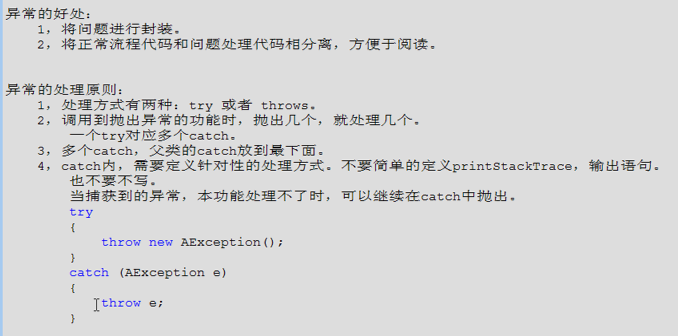 异常的好处：
1，将问题进行封装。
2，将正常流程代码和问题处理代码相分离，方便于阅读。
异常的处理原则：
1，处理方式有两种：try 或者 throws。
2，调用到抛出异常的功能时，抛出几个，就处理几个。
一个try对应多个catch。
3，多个catch，父类的catch放到最下面。
4，catch内，需要定义针对性的处理方式。不要简单的定义printStackTrace，输出语句。
也不要不写。
当捕获到的异常，本功能处理不了时，可以继续在catch中抛出。
try
{
throw new AException();
}
catch (AException e)
{
throw e;
}